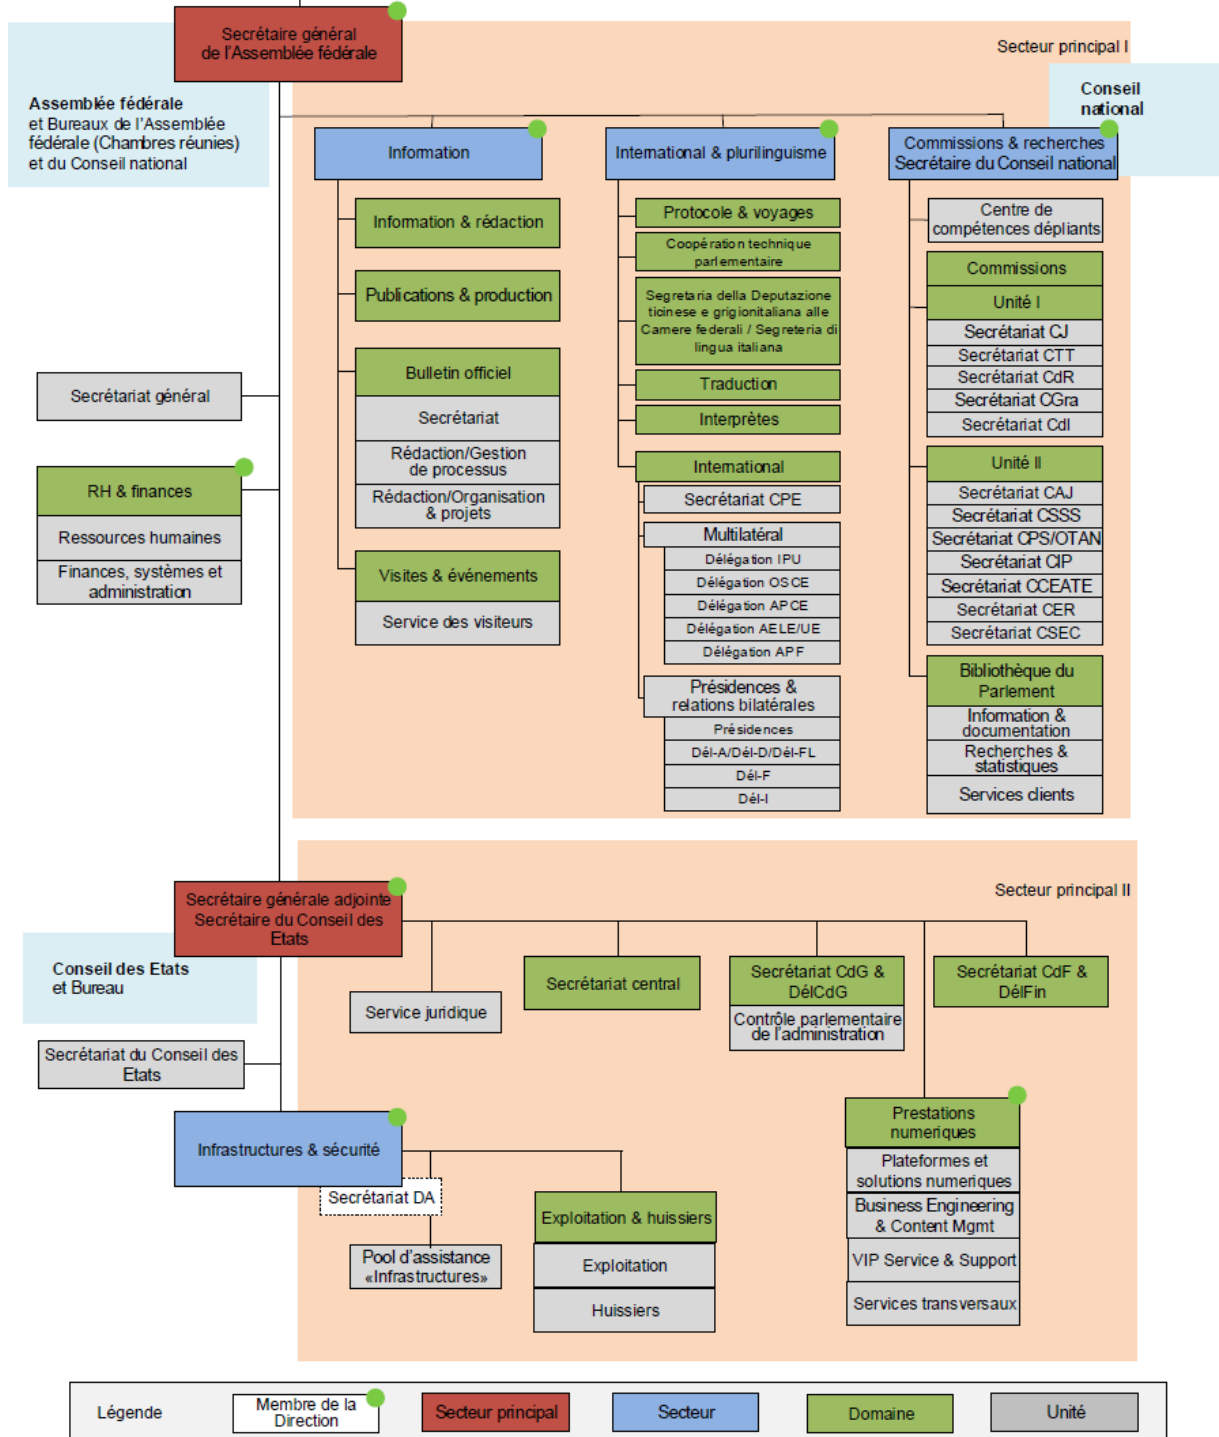 Secrétaire général
de l'Assemblée fédérale
Secteur principal I
Assemblée fédérale
et Bureaux de l'Assemblée
fédérale (Chambres réunies)
et du Conseil national
Conseil
national
Information
International & plurilinguisme
Commissions & recherches
Secrétaire du Conseil national
Information & rédaction
Publications & production
Bulletin officiel
Secrétariat
Rédaction/Gestion
de processus
Rédaction/Organisation
& projets
Visites & événements
Service des visiteurs
Protocole & voyages
Coopération technique
parlementaire
Segretaria della Deputazione
ticinese e grigionitaliana alle
Camere federali / Segreteria di
lingua italiana
Traduction
Interprètes
International
Secrétariat CPE
Multilatéral
Délégation IPU
Délégation OSCE
Délégation APCE
Délégation AELE/UE
Délégation APF
Présidences &
relations bilatérales
Présidences
Dél-A/Dél-D/Dél-FL
Dél-F
Dél-I
Centre de
compétences dépliants
Commissions
Unité I
Secrétariat CJ
Secrétariat CTT
Secrétariat CdR
Secrétariat CGra
Secrétariat CdI
Unité II
Secrétariat CAJ
Secrétariat CSSS
Secrétariat CPS/OTAN
Secrétariat CIP
Secrétariat CCEATE
Secrétariat CER
Secrétariat CSEC
Bibliothèque du
Parlement
Information &
documentation
Recherches &
statistiques
Services clients
Secrétariat général
RH & finances
Ressources humaines
Finances, systèmes et
administration
Secrétaire générale adjointe
Secrétaire du Conseil des
Etats
Secteur principal II
Conseil des Etats
et Bureau
Service juridique
Secrétariat central
Secrétariat CdG &
DélCdG
Contrôle parlementaire
de l'administration
Secrétariat CdF &
DélFin
Secrétariat du Conseil des
Etats
Infrastructures & sécurité
Secrétariat DA
Pool d'assistance
«Infrastructures»
Exploitation & huissiers
Exploitation
Huissiers
Prestations
numeriques
Plateformes et
solutions numeriques
Business Engineering
& Content Mgmt
VIP Service & Support
Services transversaux
Légende
Membre de la
Direction
Secteur principal
Secteur
Domaine
Unité